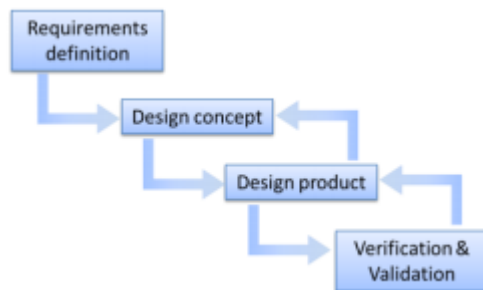 Requirements
definition
Design concept
Design product
Verification &
Validation